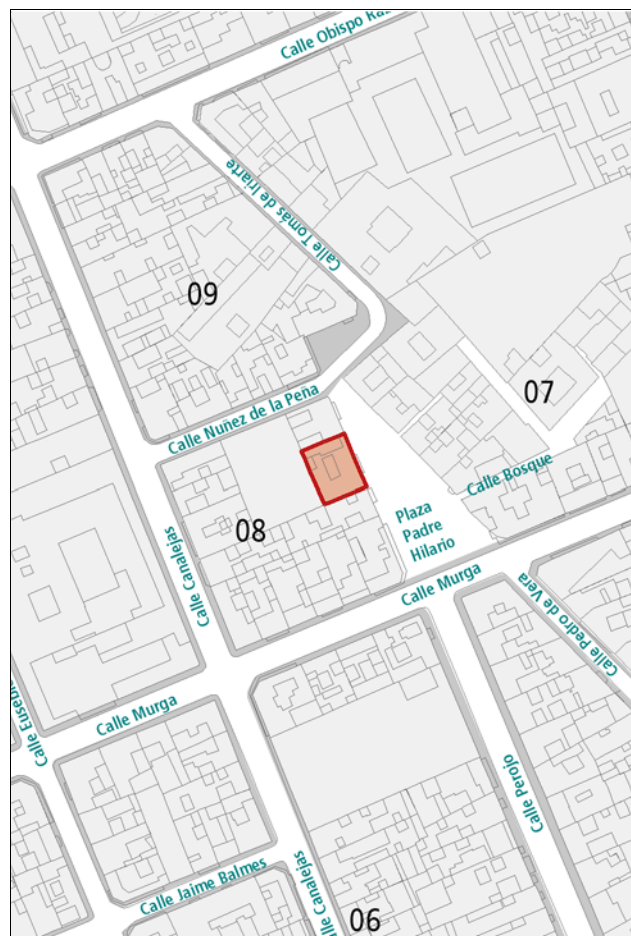 Calle Obispo
Calle Tomás de Iriarte
09
07
Calle Nuñez de la Peña
Calle Bosque
Plaza
Padre
Hilario
08
Calle Canalejas
Calle Murga
Calle Pedro de Vera
Calle Murga
Calle
Calle Perojo
Calle Jaime Balmes
Calle Canalejas
06